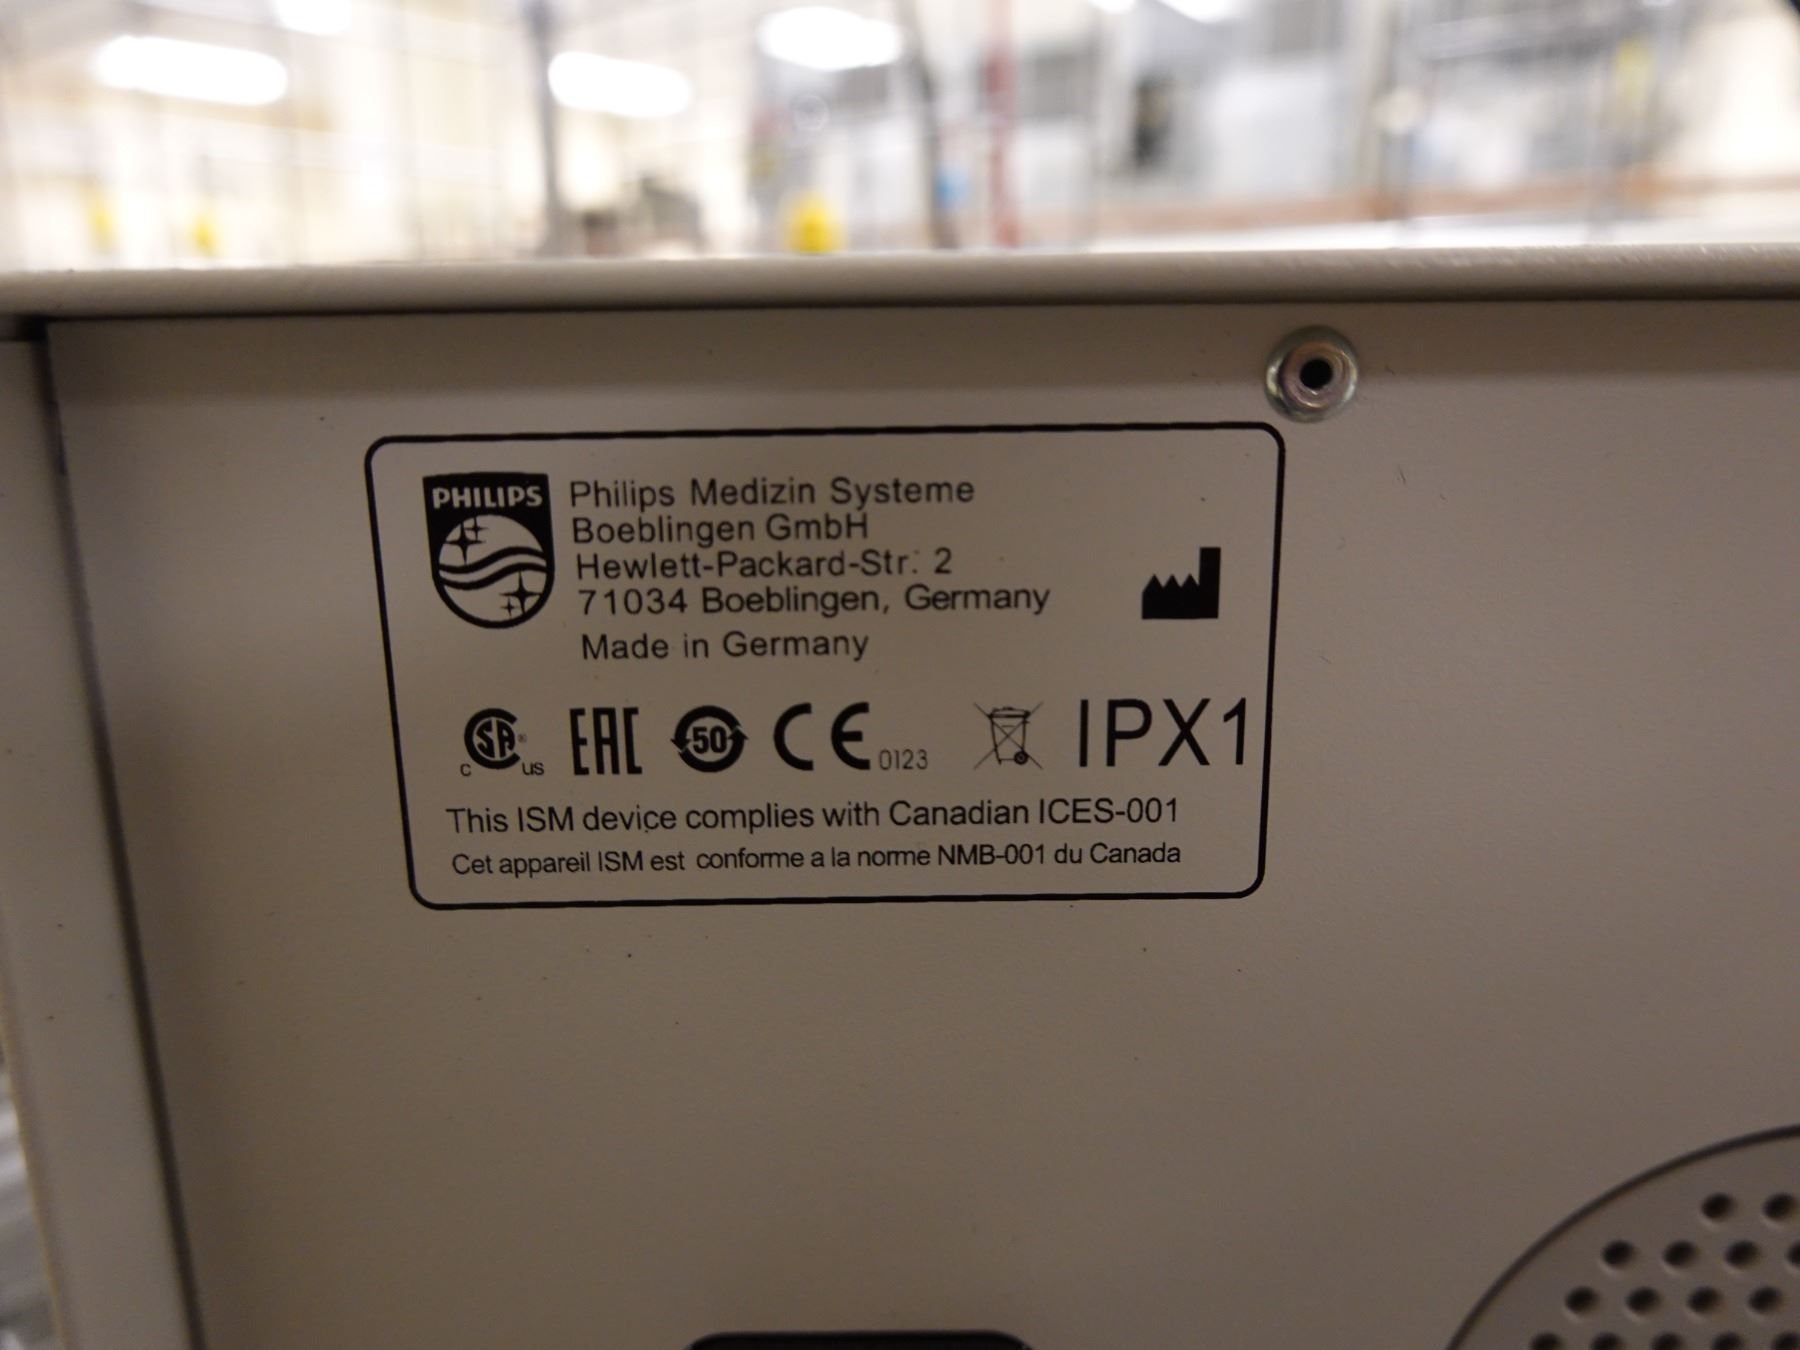 PHILIPS
Philips Medizin Systeme
Boeblingen GmbH
Hewlett-Packard-Str. 2
71034 Boeblingen, Germany
Made in Germany
c SA® us EAC 50 CE 0123 IPX1
This ISM device complies with Canadian ICES-001
Cet appareil ISM est conforme a la norme NMB-001 du Canada